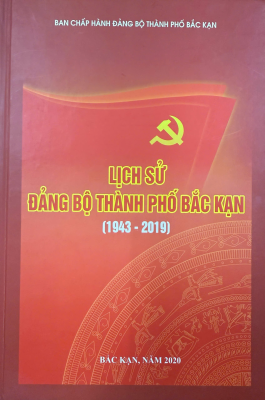 BAN CHẤP HÀNH ĐẢNG BỘ THÀNH PHỐ BẮC KẠN
LỊCH SỬ
ĐẢNG BỘ THÀNH PHỐ BẮC KẠN
(1943 - 2019)
BẮC KẠN, NĂM 2020